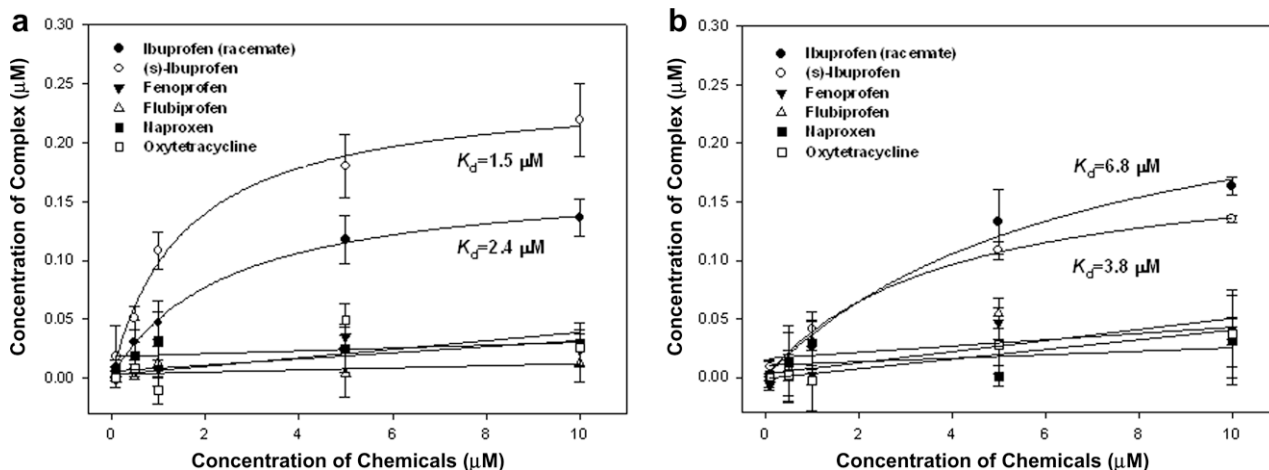 a
0.30
0.25
0.20
0.15
0.10
0.05
0.00
Concentration of Complex (μM)
Ibuprofen (racemate)
(s)-Ibuprofen
Fenoprofen
Flubiprofen
Naproxen
Oxytetracycline
Kd=1.5 μM
Kd=2.4 μM
0 2 4 6 8 10
Concentration of Chemicals (μM)
b
0.30
0.25
0.20
0.15
0.10
0.05
0.00
Concentration of Complex (μM)
Ibuprofen (racemate)
(s)-Ibuprofen
Fenoprofen
Flubiprofen
Naproxen
Oxytetracycline
Kd=6.8 μM
Kd=3.8 μM
0 2 4 6 8 10
Concentration of Chemicals (μM)